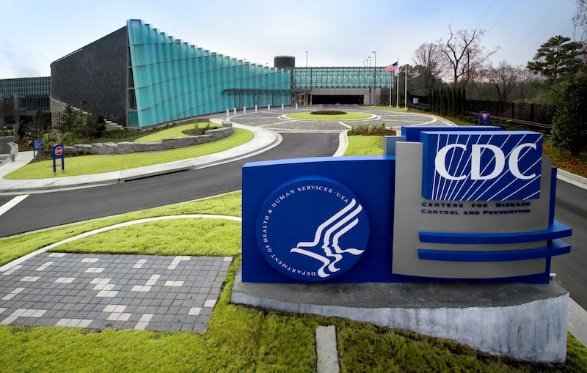 DEPARTMENT OF HEALTH & HUMAN SERVICES · USA
CDC
CENTERS FOR DISEASE
CONTROL AND PREVENTION